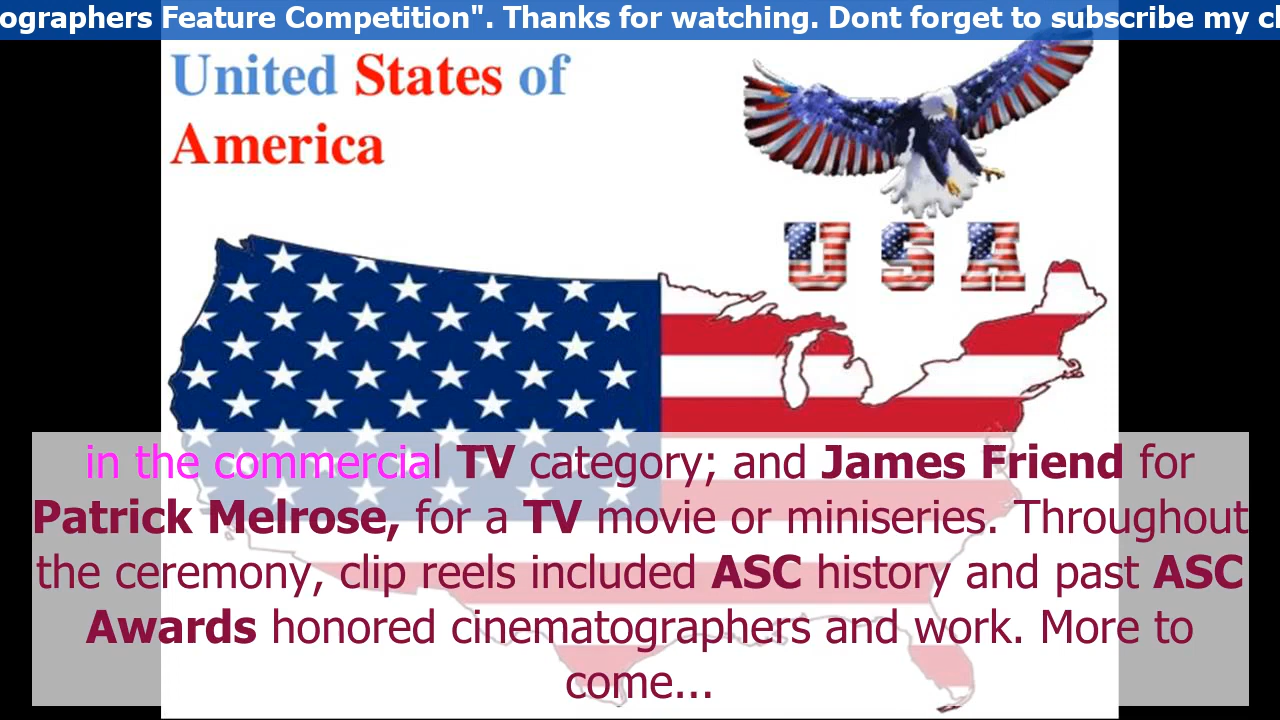 ographers Feature Competition". Thanks for watching. Dont forget to subscribe my cl
United States of
America
USA
in the commercial TV category; and James Friend for
Patrick Melrose, for a TV movie or miniseries. Throughout
the ceremony, clip reels included ASC history and past ASC
Awards honored cinematographers and work. More to
come...